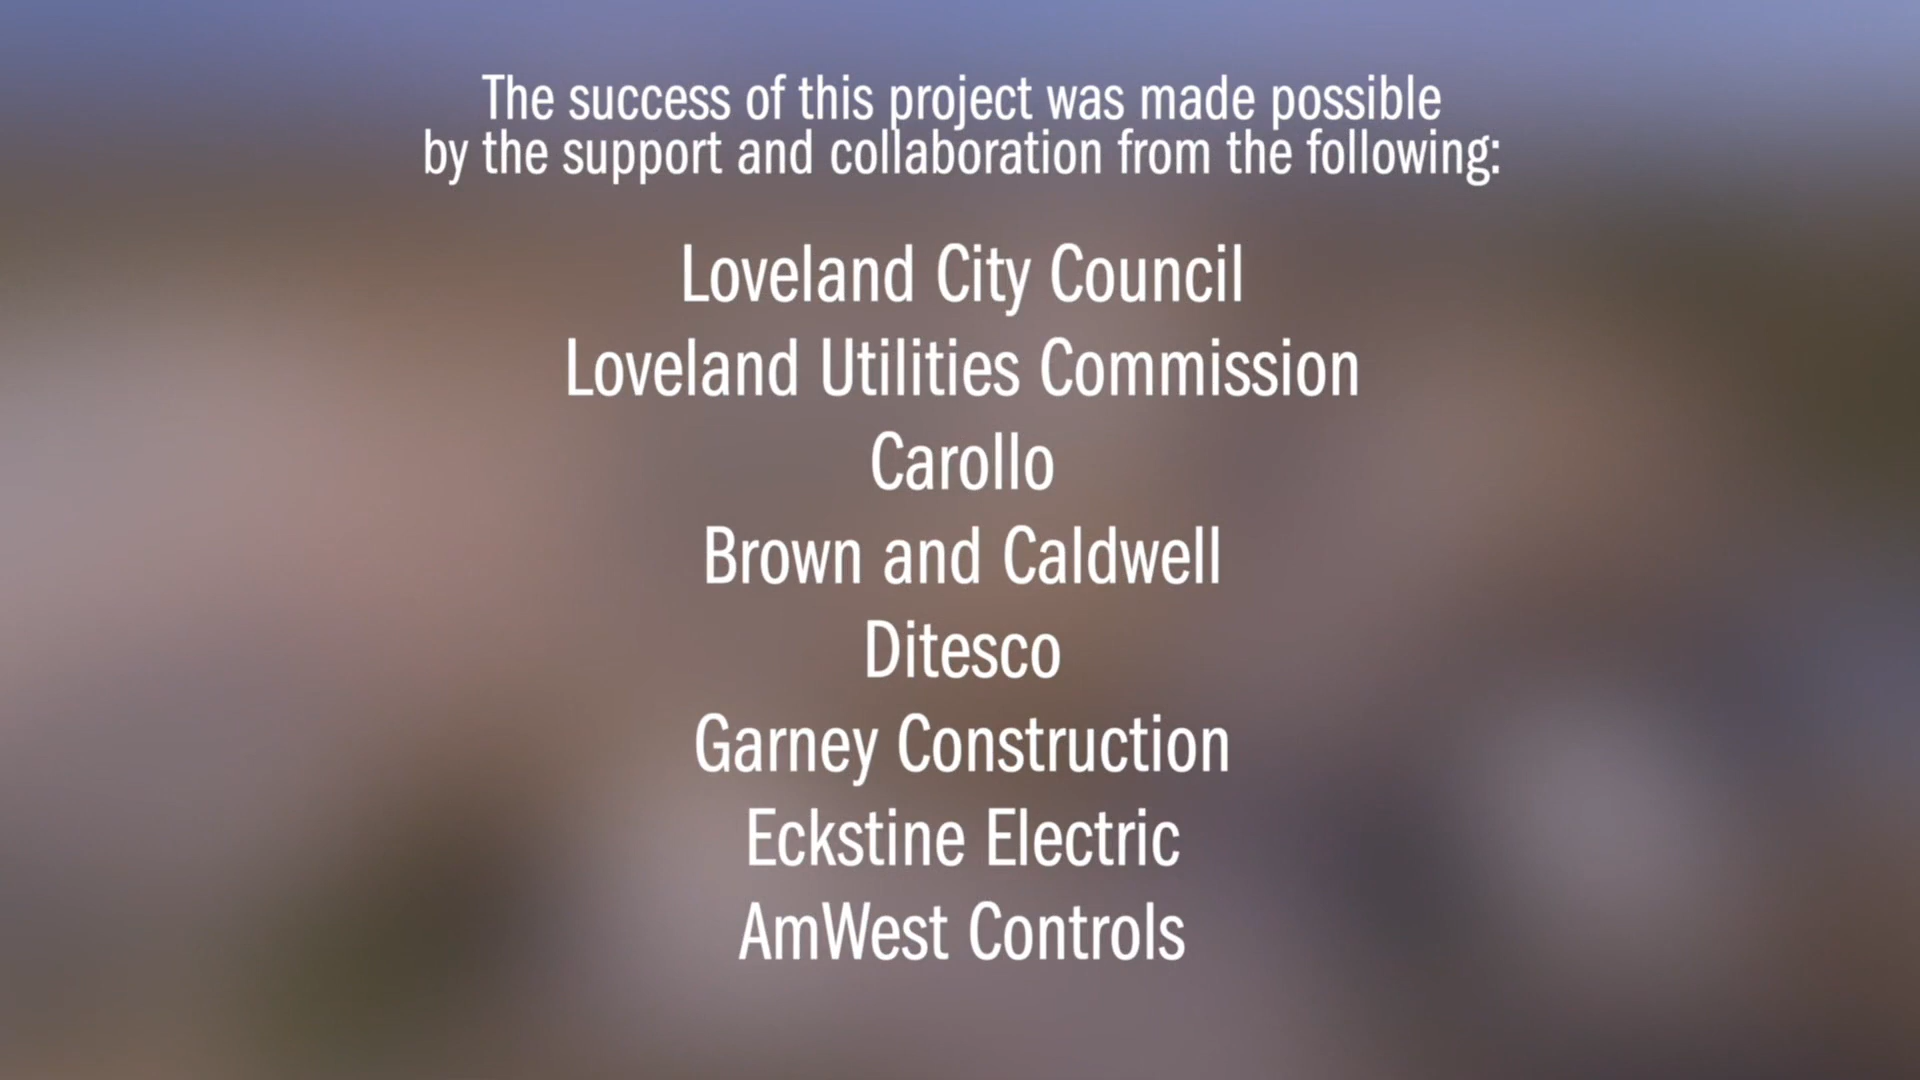 The success of this project was made possible
by the support and collaboration from the following:
Loveland City Council
Loveland Utilities Commission
Carollo
Brown and Caldwell
Ditesco
Garney Construction
Eckstine Electric
AmWest Controls